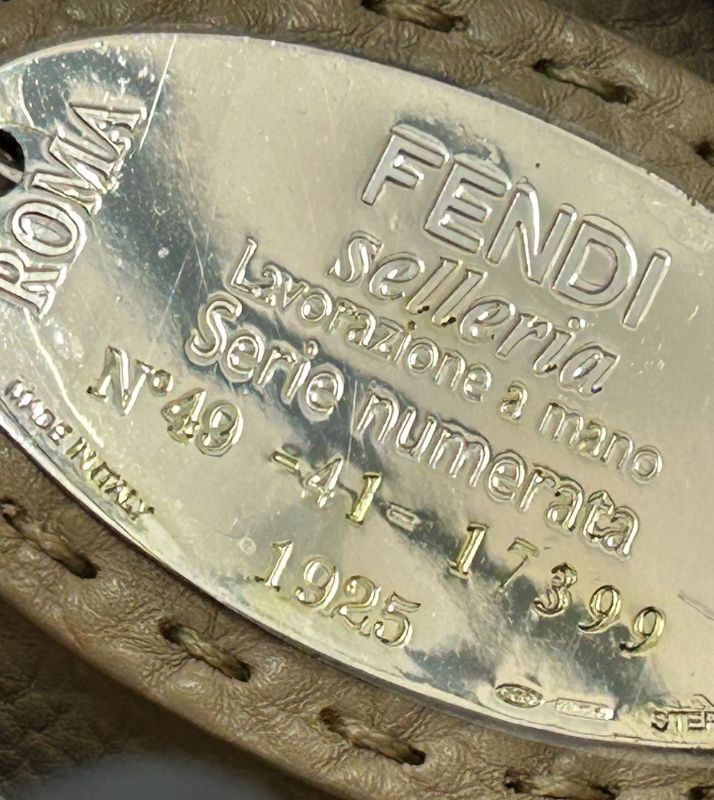 ROMA
FENDI
selleria
Lavorazione a mano
Serie numerata
N° 49 -41- 17399
MADE IN ITALY
1925